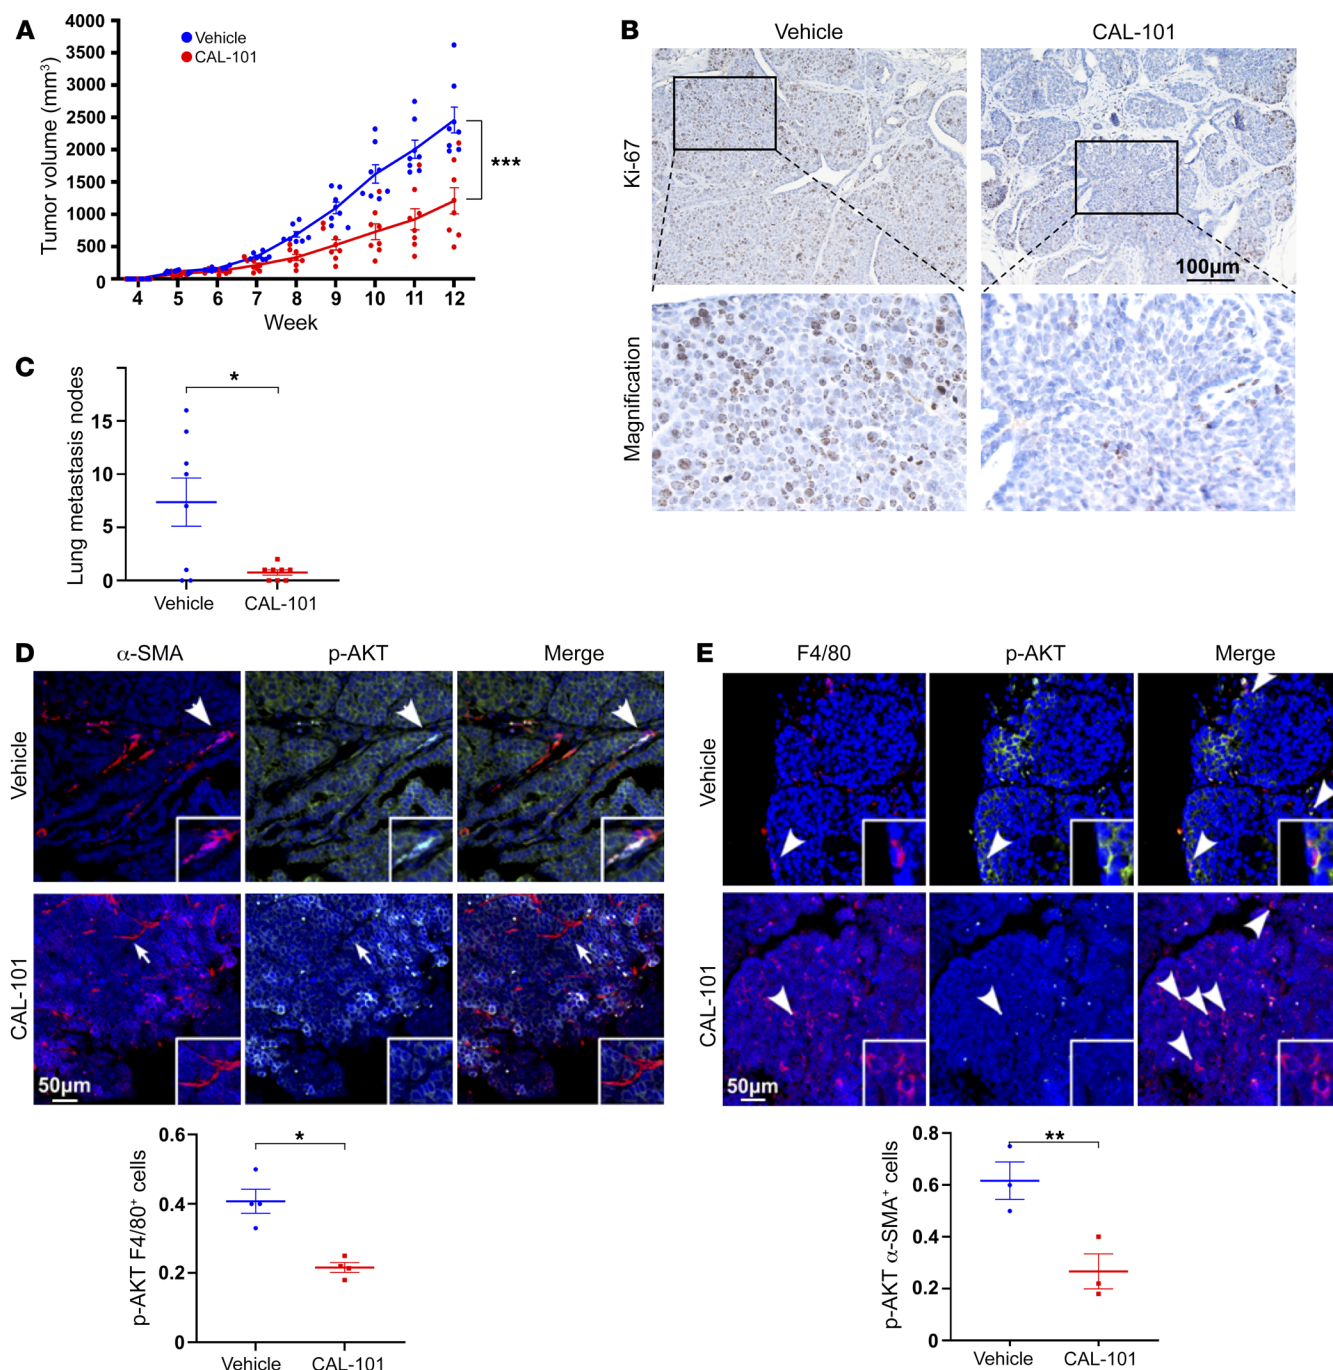 A
Tumor volume (mm³)
4000
3500
3000
2500
2000
1500
1000
500
0
Vehicle
CAL-101
***
4 5 6 7 8 9 10 11 12
Week
B
Vehicle CAL-101
Ki-67
100µm
Magnification
C
Lung metastasis nodes
15
10
5
0
*
Vehicle CAL-101
D
α-SMA p-AKT Merge
Vehicle
CAL-101
50µm
p-AKT F4/80⁺ cells
0.6
0.4
0.2
0
*
Vehicle CAL-101
E
F4/80 p-AKT Merge
Vehicle
CAL-101
50µm
p-AKT α-SMA⁺ cells
0.8
0.6
0.4
0.2
0
**
Vehicle CAL-101